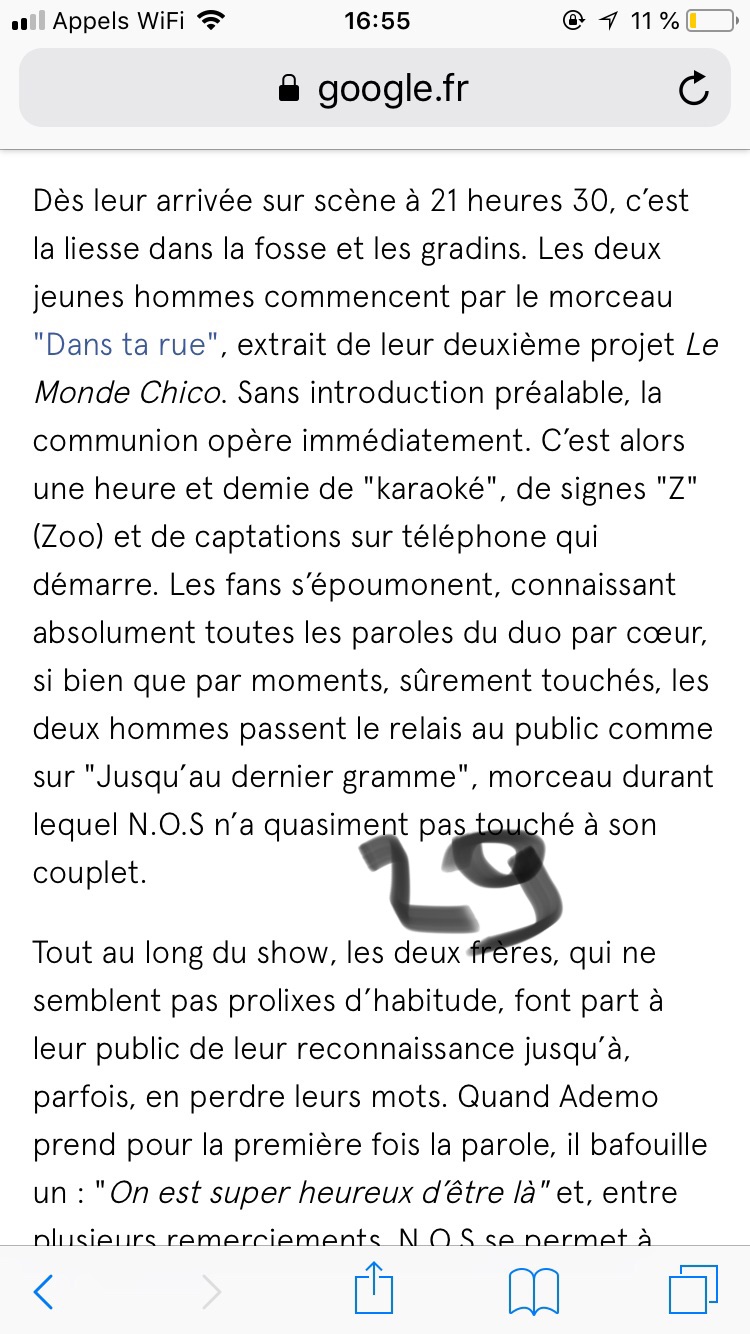 Appels WiFi 16:55 11 %
google.fr
Dès leur arrivée sur scène à 21 heures 30, c’est
la liesse dans la fosse et les gradins. Les deux
jeunes hommes commencent par le morceau
"Dans ta rue", extrait de leur deuxième projet Le
Monde Chico. Sans introduction préalable, la
communion opère immédiatement. C’est alors
une heure et demie de "karaoké", de signes "Z"
(Zoo) et de captations sur téléphone qui
démarre. Les fans s’époumonent, connaissant
absolument toutes les paroles du duo par cœur,
si bien que par moments, sûrement touchés, les
deux hommes passent le relais au public comme
sur "Jusqu’au dernier gramme", morceau durant
lequel N.O.S n’a quasiment pas touché à son
couplet.
29
Tout au long du show, les deux frères, qui ne
semblent pas prolixes d’habitude, font part à
leur public de leur reconnaissance jusqu’à,
parfois, en perdre leurs mots. Quand Ademo
prend pour la première fois la parole, il bafouille
un : "On est super heureux d’être là" et, entre
plusieurs remerciements, N.O.S se permet à